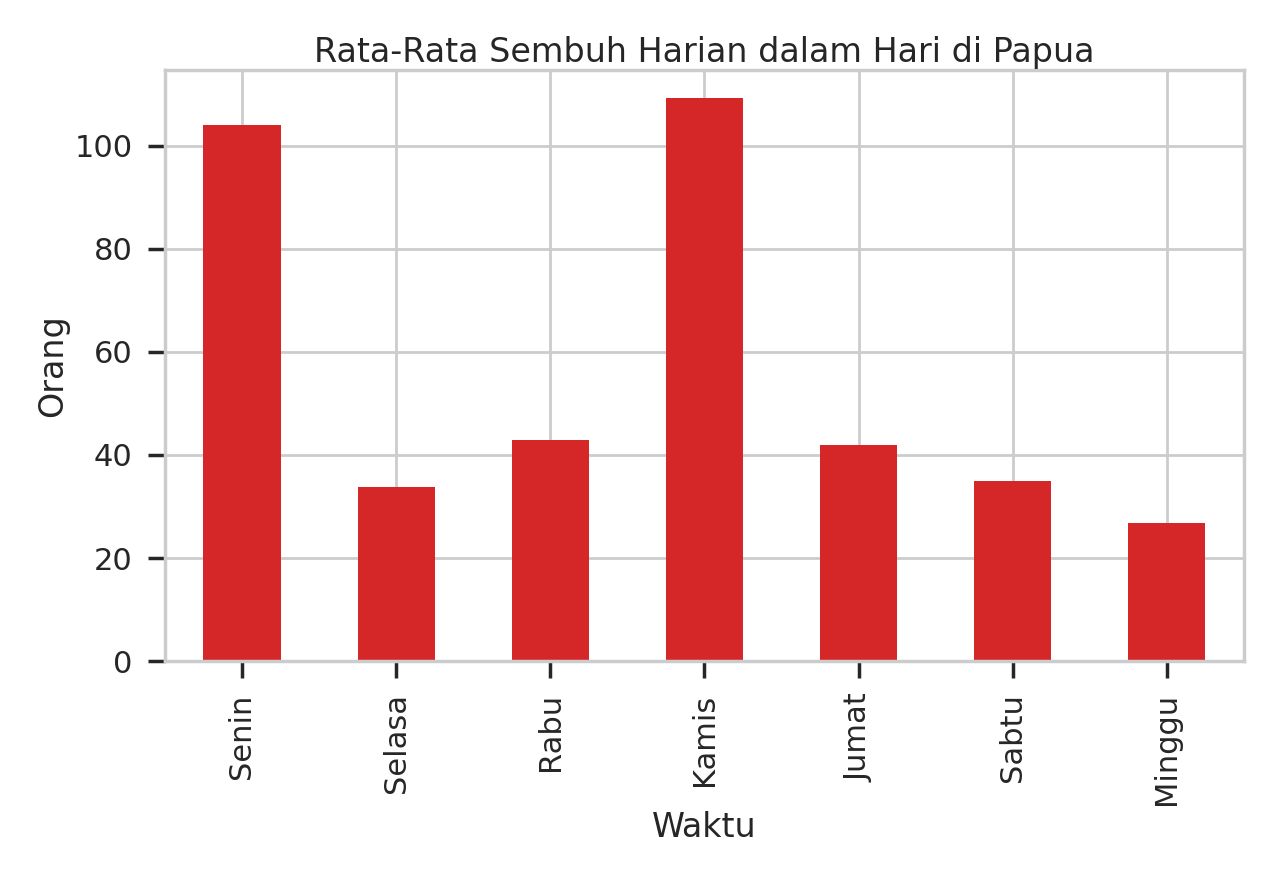 Rata-Rata Sembuh Harian dalam Hari di Papua
Orang
100
80
60
40
20
0
Senin
Selasa
Rabu
Kamis
Jumat
Sabtu
Minggu
Waktu